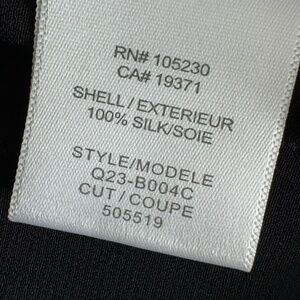 RN# 105230
CA# 19371
SHELL/EXTERIEUR
100% SILK/SOIE
STYLE/MODELE
Q23-B004C
CUT/COUPE
505519